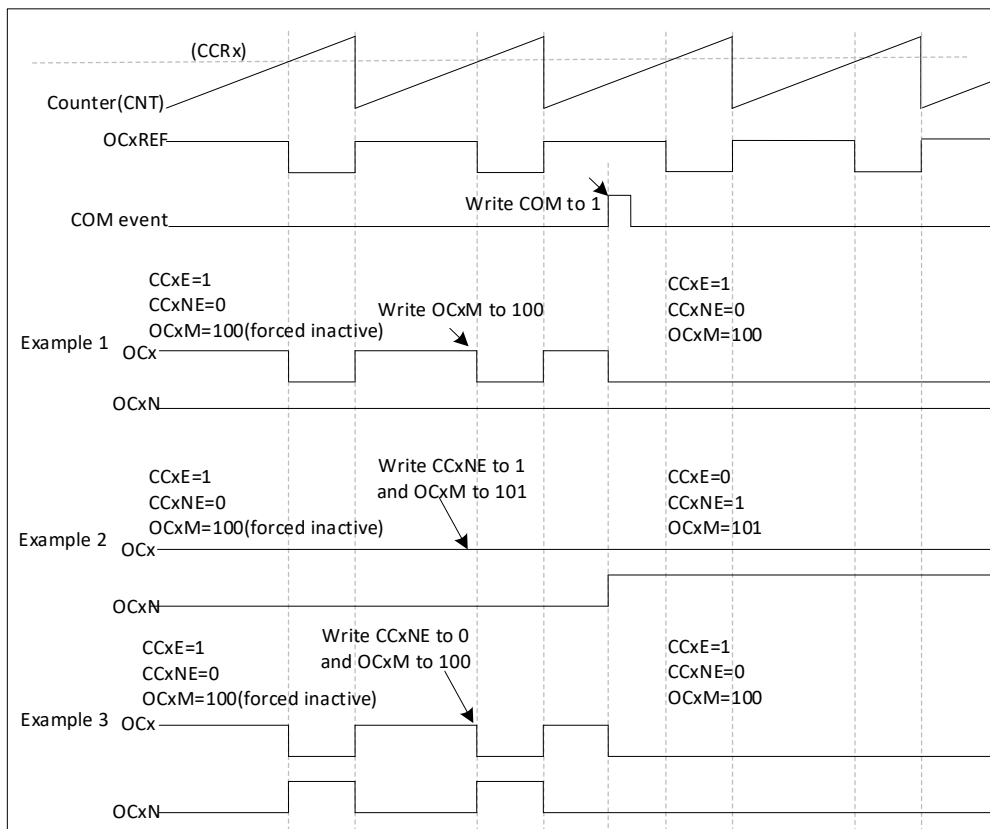 (CCRx)
Counter(CNT)
OCxREF
Write COM to 1
COM event
CCxE=1
CCxNE=0
OCxM=100(forced inactive)
Write OCxM to 100
CCxE=1
CCxNE=0
OCxM=100
Example 1
OCx
OCxN
CCxE=1
CCxNE=0
OCxM=100(forced inactive)
Write CCxNE to 1
and OCxM to 101
CCxE=0
CCxNE=1
OCxM=101
Example 2
OCx
OCxN
CCxE=1
CCxNE=0
OCxM=100(forced inactive)
Write CCxNE to 0
and OCxM to 100
CCxE=1
CCxNE=0
OCxM=100
Example 3
OCx
OCxN